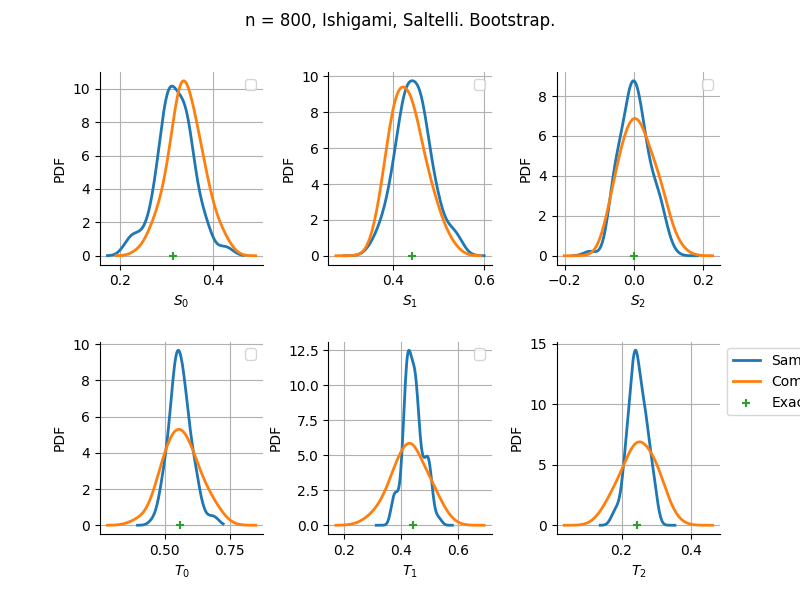 n = 800, Ishigami, Saltelli. Bootstrap.
PDF
10
8
6
4
2
0
0.2
0.4
S0
PDF
10
8
6
4
2
0
0.4
0.6
S1
PDF
8
6
4
2
0
−0.2
0.0
0.2
S2
PDF
10
8
6
4
2
0
0.50
0.75
T0
PDF
12.5
10.0
7.5
5.0
2.5
0.0
0.2
0.4
0.6
T1
PDF
15
10
5
0
0.2
0.4
T2
Sam
Com
Exac